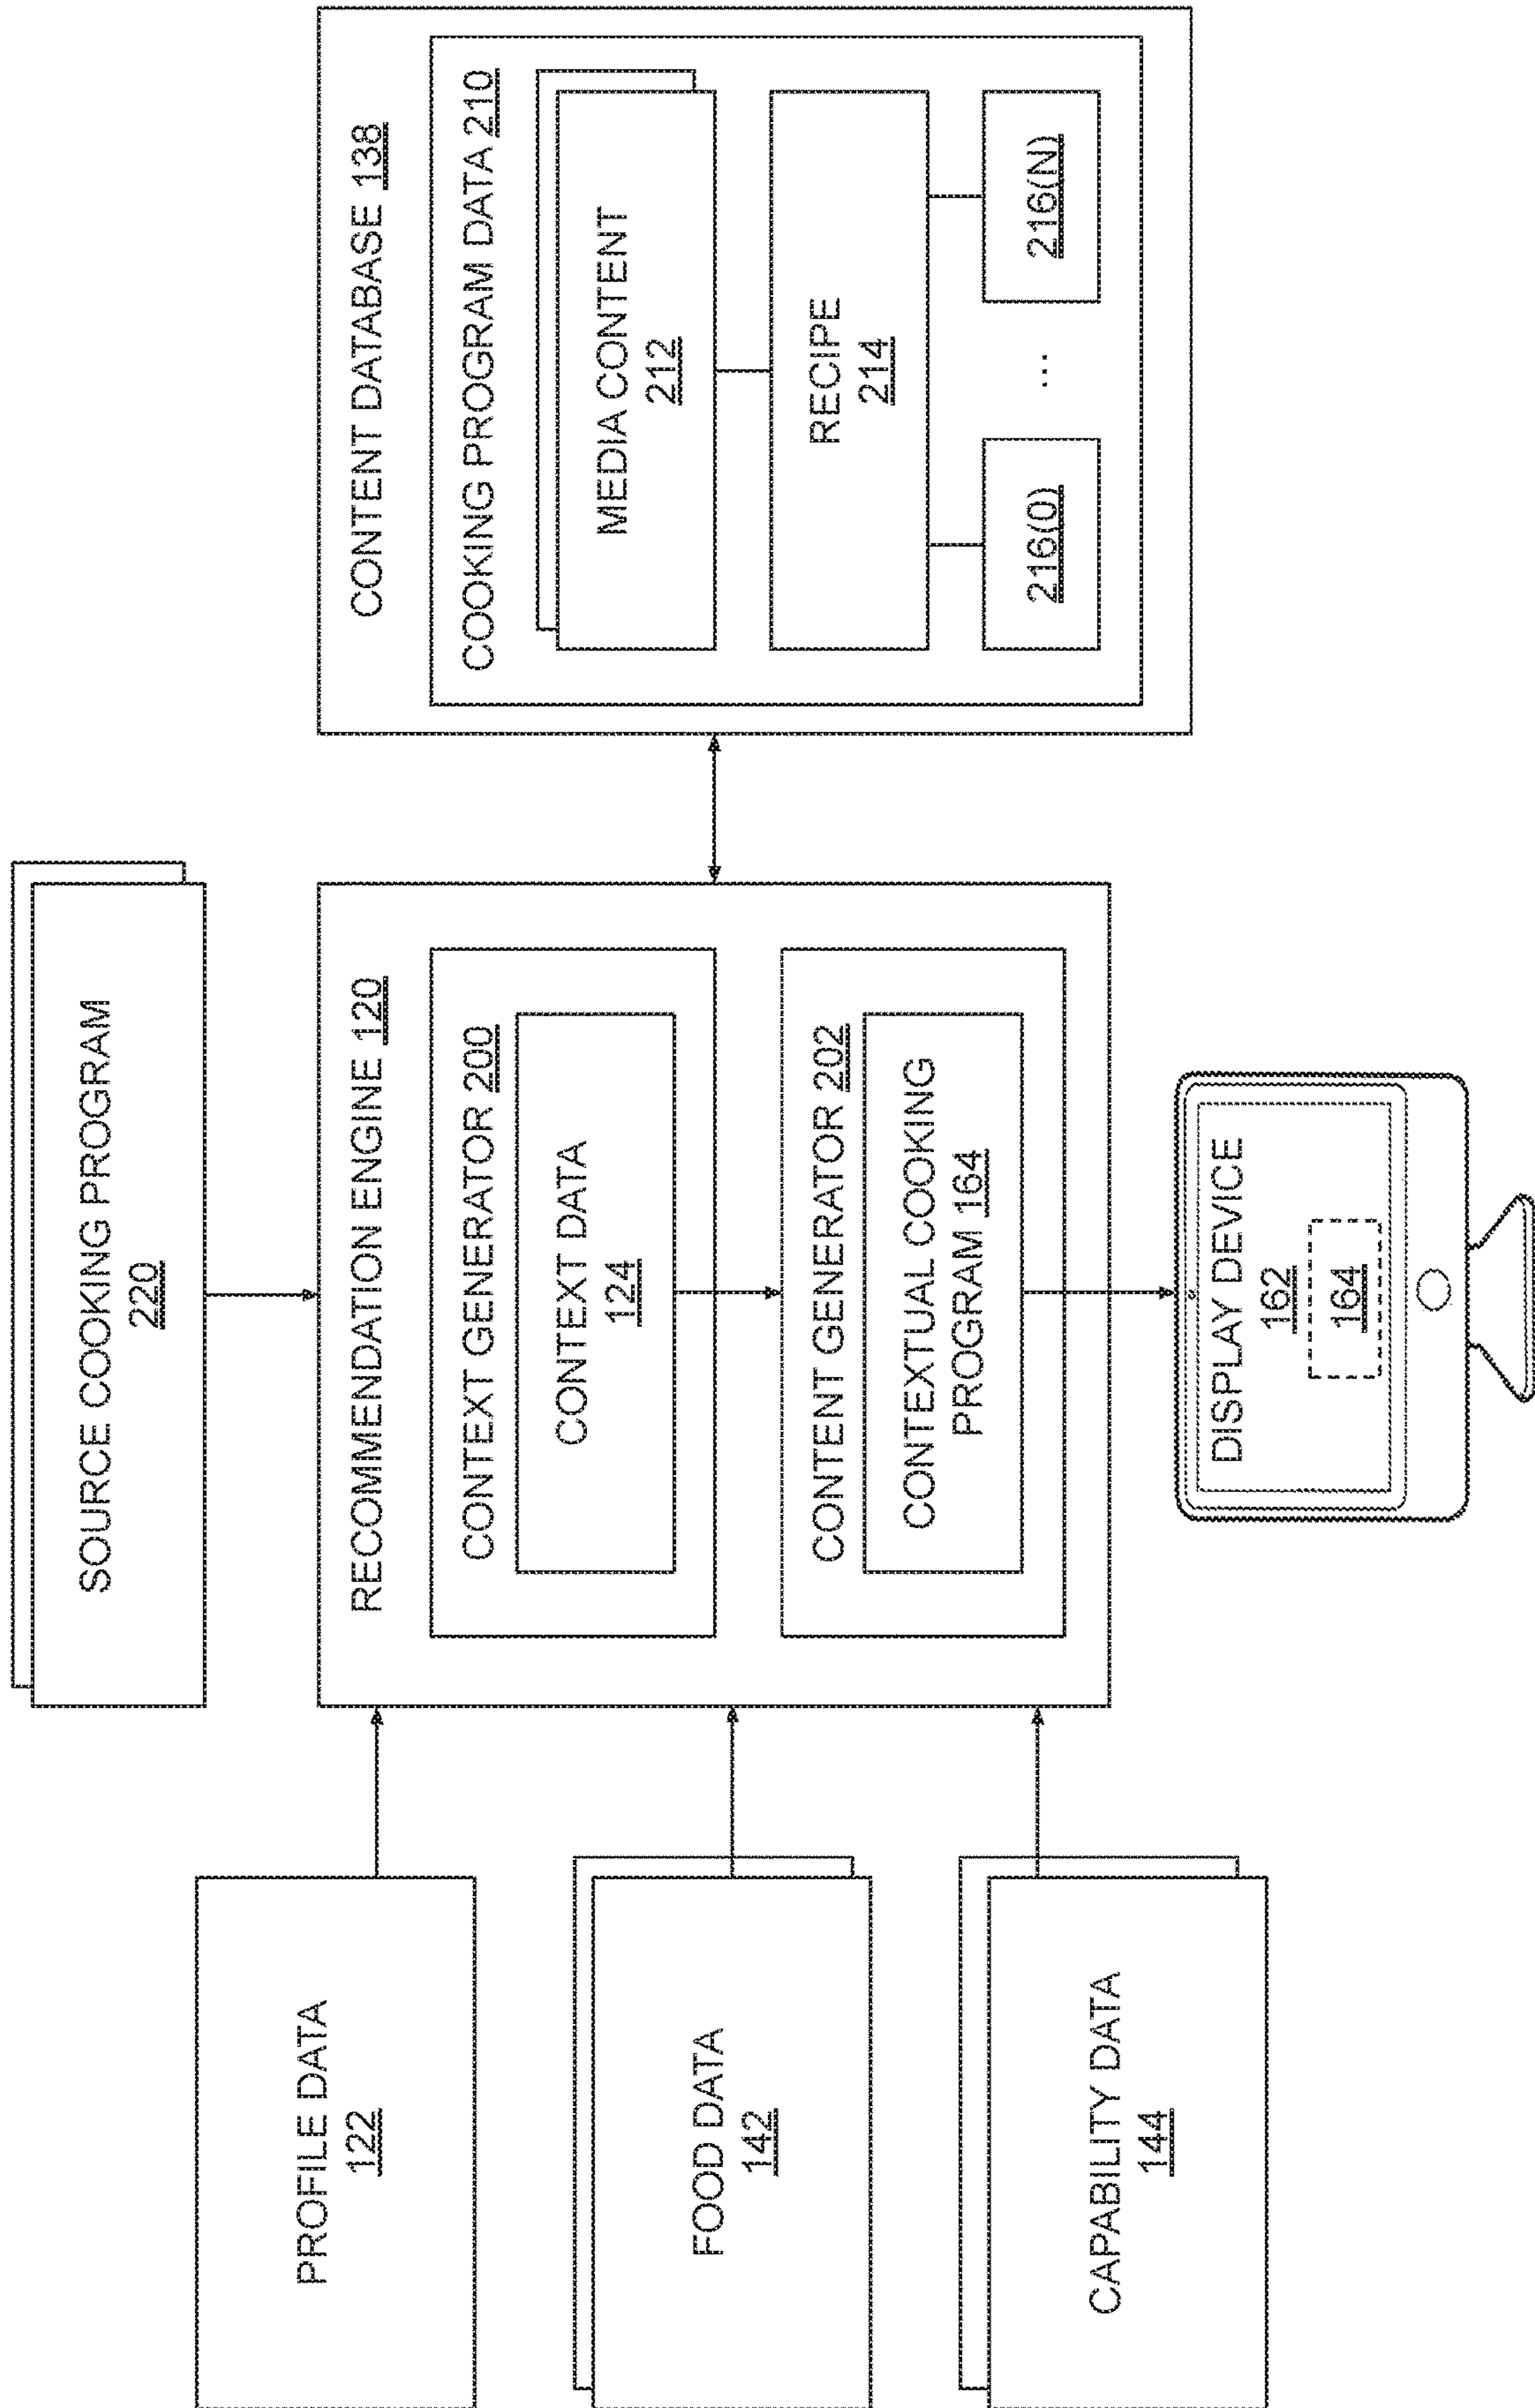 SOURCE COOKING PROGRAM
220
PROFILE DATA
122
FOOD DATA
142
CAPABILITY DATA
144
RECOMMENDATION ENGINE 120
CONTEXT GENERATOR 200
CONTEXT DATA
124
CONTENT GENERATOR 202
CONTEXTUAL COOKING
PROGRAM 164
DISPLAY DEVICE
162
164
CONTENT DATABASE 138
COOKING PROGRAM DATA 210
MEDIA CONTENT
212
RECIPE
214
216(0)
...
216(N)